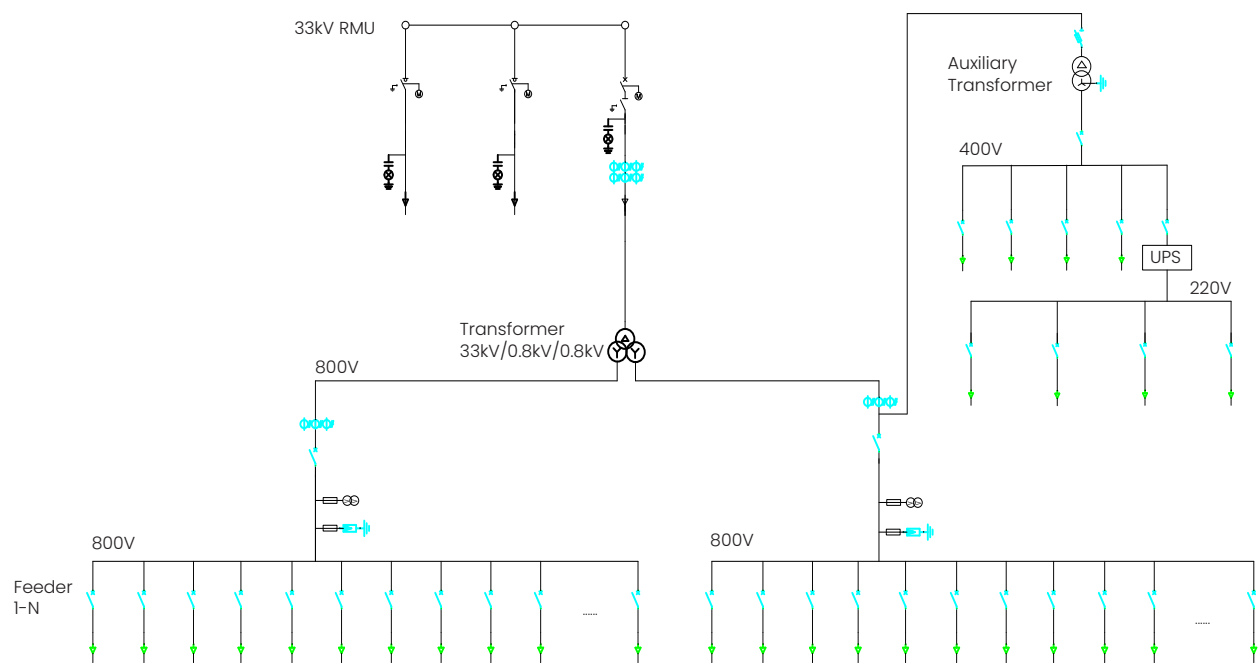 33kV RMU
Auxiliary
Transformer
400V
UPS
220V
Transformer
33kV/0.8kV/0.8kV
800V
800V
800V
Feeder
1-N
......
......